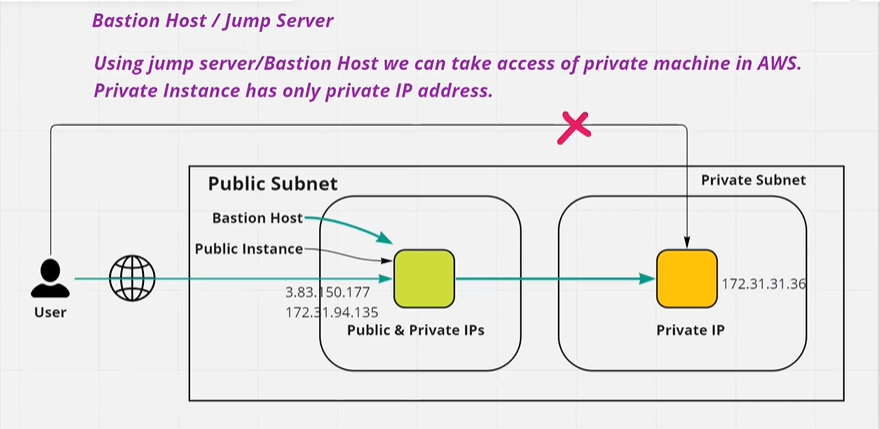 Bastion Host / Jump Server
Using jump server/Bastion Host we can take access of private machine in AWS.
Private Instance has only private IP address.
Public Subnet
Private Subnet
Bastion Host
Public Instance
3.83.150.177
172.31.94.135
Public & Private IPs
172.31.31.36
Private IP
User